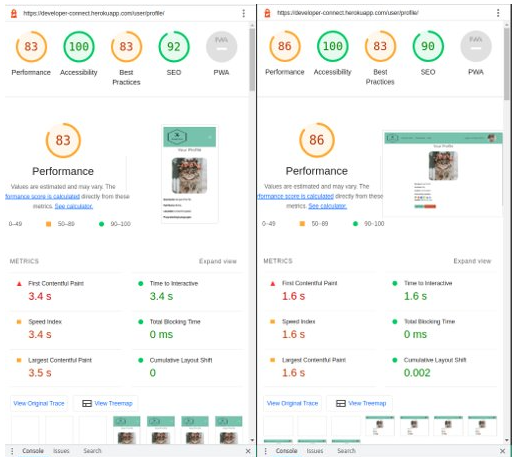 https://developer-connect.herokuapp.com/user/profile/
83
100
83
92
PWA
Performance
Accessibility
Best Practices
SEO
PWA
83
Performance
Values are estimated and may vary. The
formance score is calculated directly from these
metrics. See calculator.
0–49
50–89
90–100
Your Profile
METRICS
Expand view
First Contentful Paint
3.4 s
Time to Interactive
3.4 s
Speed Index
3.4 s
Total Blocking Time
0 ms
Largest Contentful Paint
3.5 s
Cumulative Layout Shift
0
View Original Trace
View Treemap
Console
Issues
Search
https://developer-connect.herokuapp.com/user/profile/
86
100
83
90
PWA
Performance
Accessibility
Best Practices
SEO
PWA
86
Performance
Values are estimated and may vary. The
formance score is calculated directly from these
metrics. See calculator.
0–49
50–89
90–100
Your Profile
METRICS
Expand view
First Contentful Paint
1.6 s
Time to Interactive
1.6 s
Speed Index
1.6 s
Total Blocking Time
0 ms
Largest Contentful Paint
1.6 s
Cumulative Layout Shift
0.002
View Original Trace
View Treemap
Console
Issues
Search